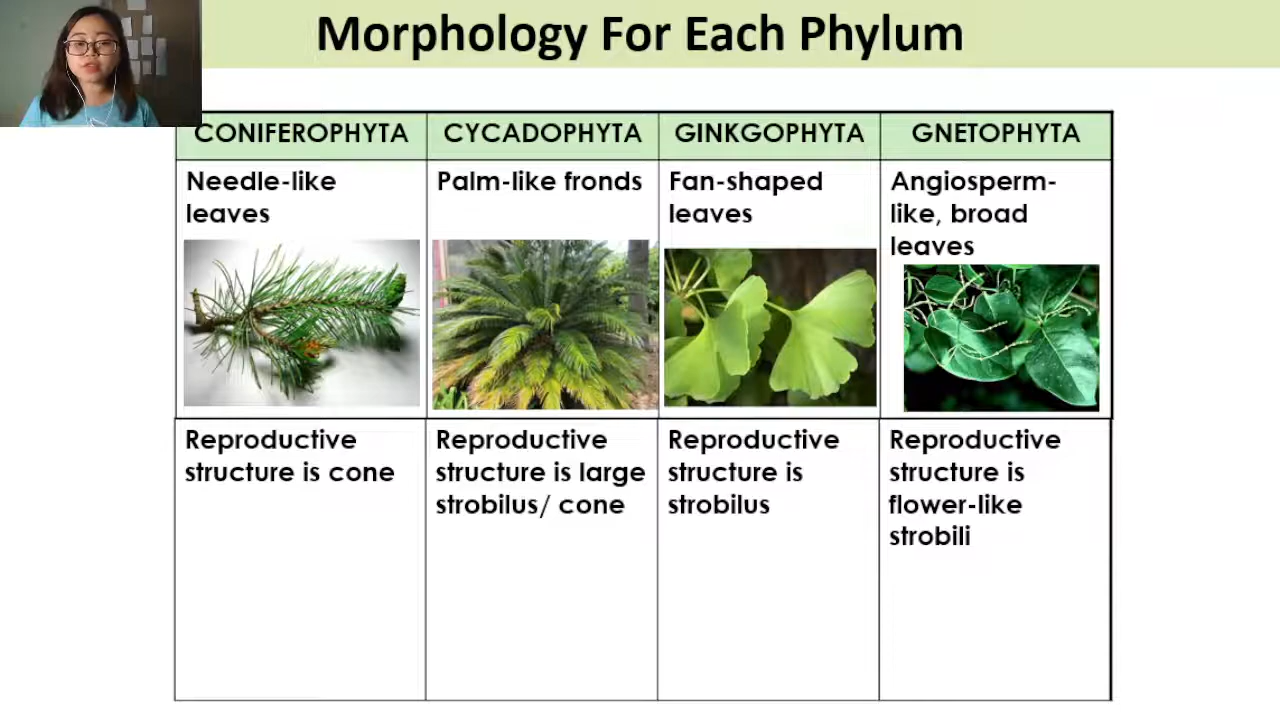 Morphology For Each Phylum
CONIFEROPHYTA
CYCADOPHYTA
GINKGOPHYTA
GNETOPHYTA
Needle-like
leaves
Palm-like fronds
Fan-shaped
leaves
Angiosperm-
like, broad
leaves
Reproductive
structure is cone
Reproductive
structure is large
strobilus/ cone
Reproductive
structure is
strobilus
Reproductive
structure is
flower-like
strobili